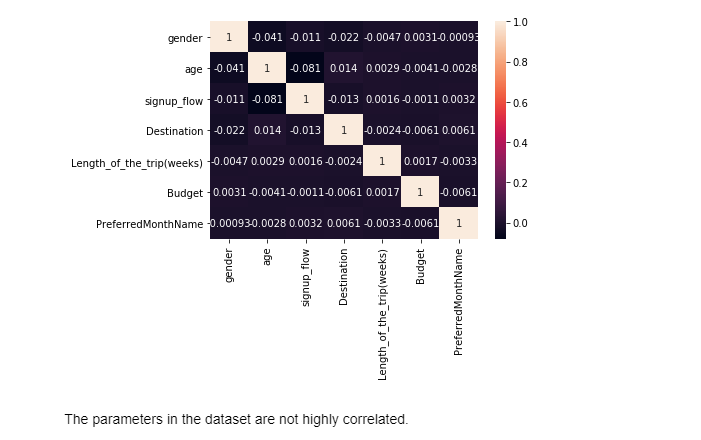 gender 1 -0.041 -0.011 -0.022 -0.0047 0.0031 -0.00093 1.0
age -0.041 1 -0.081 0.014 0.0029 -0.0041 -0.0028 0.8
signup_flow -0.011 -0.081 1 -0.013 0.0016 -0.0011 0.0032 0.6
Destination -0.022 0.014 -0.013 1 -0.0024 -0.0061 0.0061 0.4
Length_of_the_trip(weeks) -0.0047 0.0029 0.0016 -0.0024 1 0.0017 -0.0033 0.2
Budget 0.0031 -0.0041 -0.0011 -0.0061 0.0017 1 -0.0061
PreferredMonthName 0.00093 -0.0028 0.0032 0.0061 -0.0033 -0.0061 1 0.0
gender age signup_flow Destination Length_of_the_trip(weeks) Budget PreferredMonthName
The parameters in the dataset are not highly correlated.